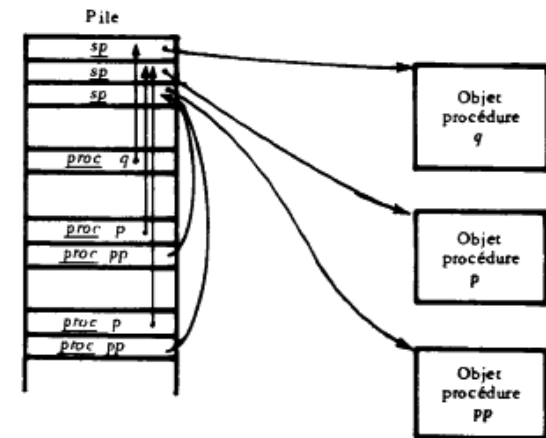 Pile
sp
sp
sp
proc q
proc p
proc pp
proc p
proc pp
Objet
procédure
q
Objet
procédure
p
Objet
procédure
pp